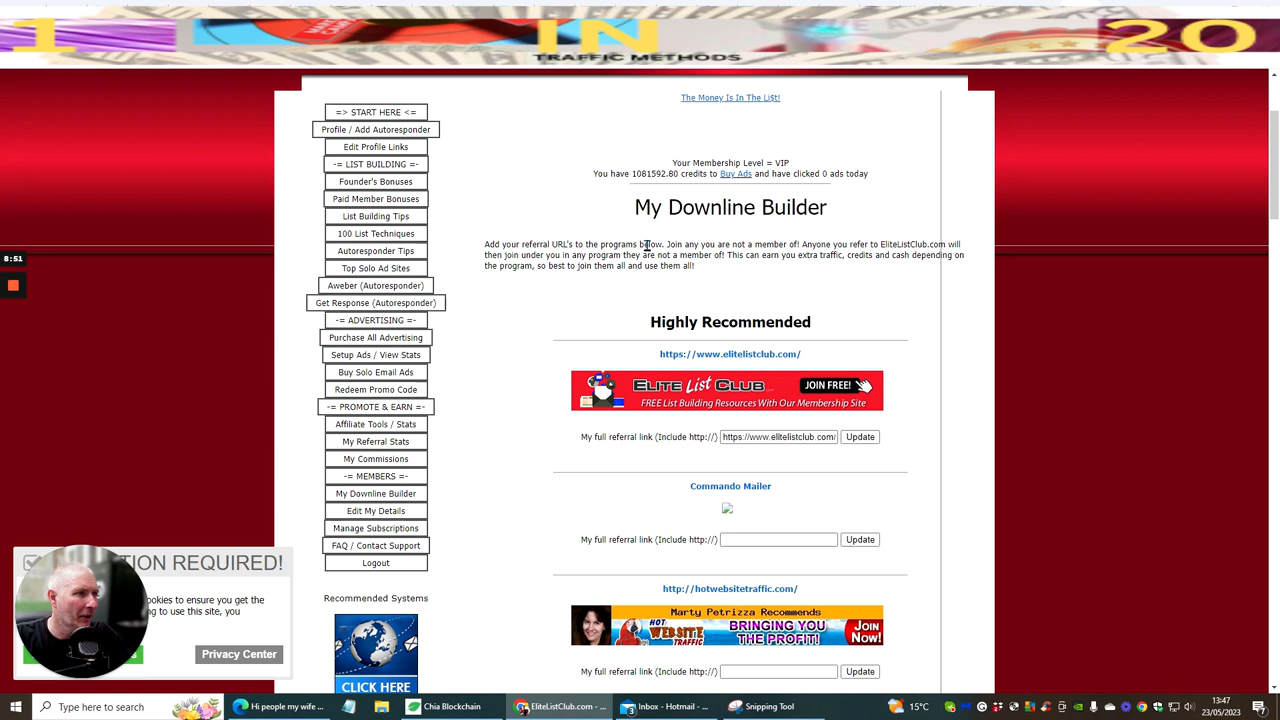 1 IN 20
TRAFFIC METHODS
The Money Is In The Li$t!
=> START HERE <=
Profile / Add Autoresponder
Edit Profile Links
-= LIST BUILDING =-
Founder's Bonuses
Paid Member Bonuses
List Building Tips
100 List Techniques
Autoresponder Tips
Top Solo Ad Sites
Aweber (Autoresponder)
Get Response (Autoresponder)
-= ADVERTISING =-
Purchase All Advertising
Setup Ads / View Stats
Buy Solo Email Ads
Redeem Promo Code
-= PROMOTE & EARN =-
Affiliate Tools / Stats
My Referral Stats
My Commissions
-= MEMBERS =-
My Downline Builder
Edit My Details
Manage Subscriptions
FAQ / Contact Support
Logout
Recommended Systems
CLICK HERE
Your Membership Level = VIP
You have 1081592.80 credits to Buy Ads and have clicked 0 ads today
My Downline Builder
Add your referral URL's to the programs below. Join any you are not a member of! Anyone you refer to EliteListClub.com will
then join under you in any program they are not a member of! This can earn you extra traffic, credits and cash depending on
the program, so best to join them all and use them all!
Highly Recommended
https://www.elitelistclub.com/
ELITE List CLUB JOIN FREE!
FREE List Building Resources With Our Membership Site
My full referral link (Include http://) https://www.elitelistclub.com/ Update
Commando Mailer
My full referral link (Include http://) Update
http://hotwebsitetraffic.com/
Marty Petrizza Recommends
HOT WEBSITE TRAFFIC BRINGING YOU THE PROFIT! JOIN Now!
My full referral link (Include http://) Update
8:51
TION REQUIRED!
ookies to ensure you get the
ng to use this site, you
Privacy Center
Type here to search
Hi people my wife ...
Chia Blockchain
EliteListClub.com - ...
Inbox - Hotmail - ...
Snipping Tool
15°C
13:47
23/05/2023